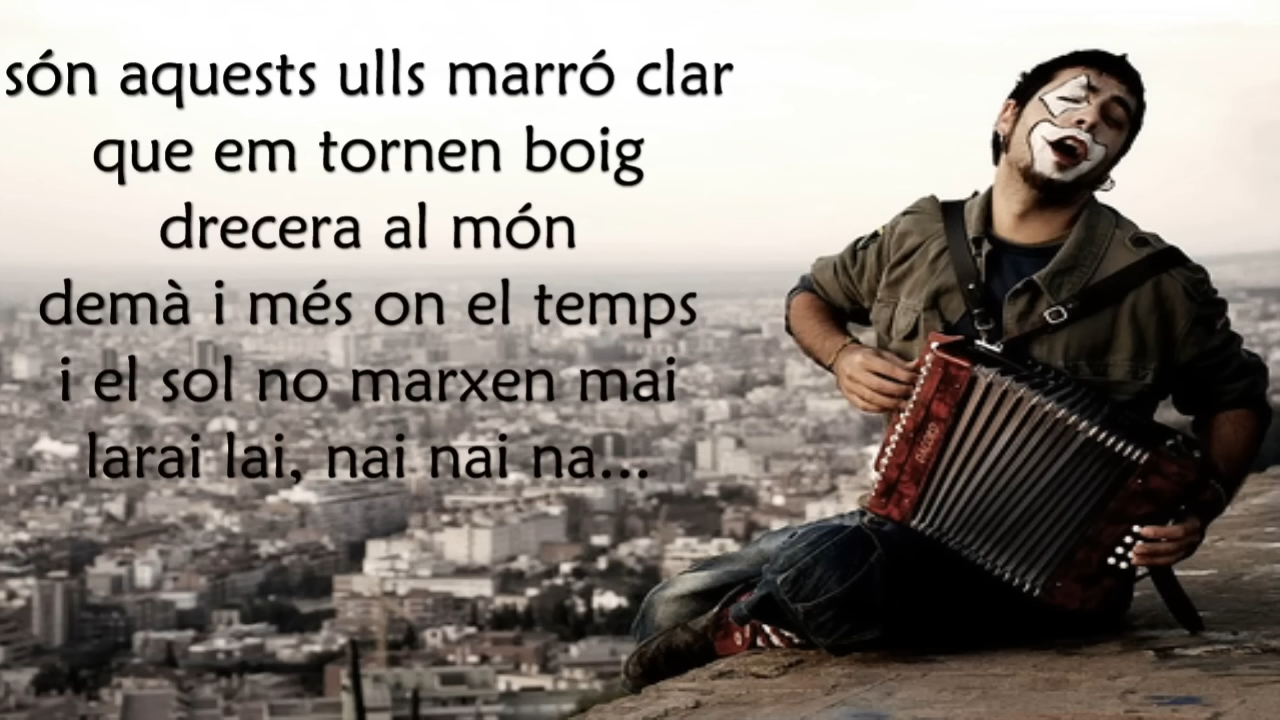 són aquests ulls marró clar
que em tornen boig
drecera al món
demà i més on el temps
i el sol no marxen mai
larai lai, nai nai na...